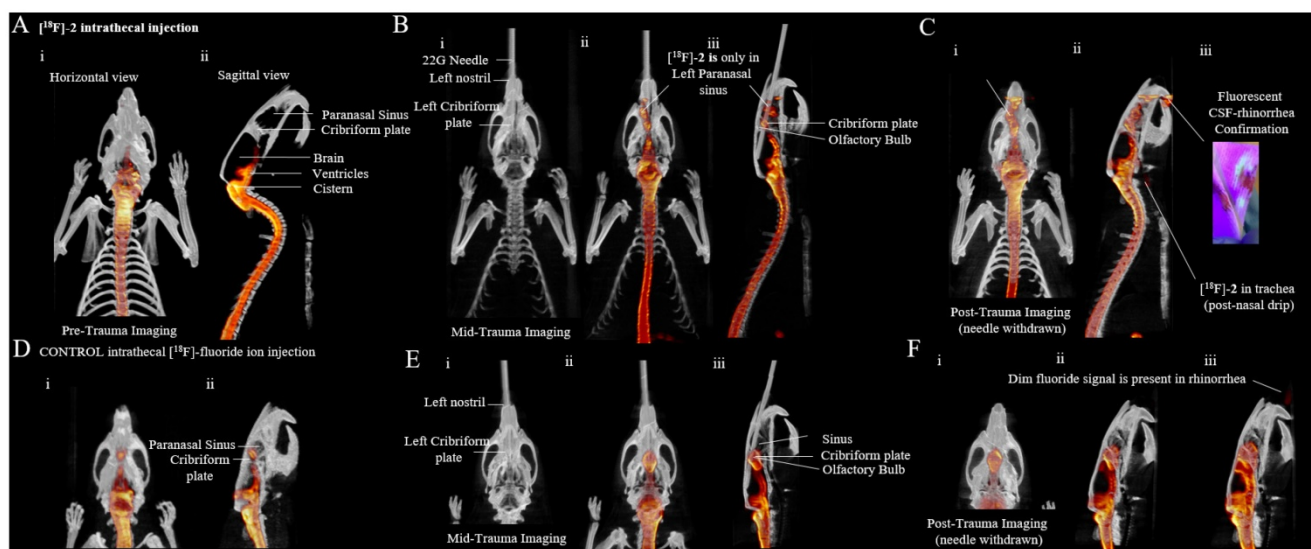 A
[¹⁸F]-2 intrathecal injection
i
ii
Horizontal view
Sagittal view
Paranasal Sinus
Cribriform plate
Brain
Ventricles
Cistern
Pre-Trauma Imaging
B
i
ii
iii
22G Needle
Left nostril
Left Cribriform
plate
[¹⁸F]-2 is only in
Left Paranasal
sinus
Cribriform plate
Olfactory Bulb
Mid-Trauma Imaging
C
i
ii
iii
Fluorescent
CSF-rhinorrhea
Confirmation
[¹⁸F]-2 in trachea
(post-nasal drip)
Post-Trauma Imaging
(needle withdrawn)
D
CONTROL intrathecal [¹⁸F]-fluoride ion injection
i
ii
Paranasal Sinus
Cribriform
plate
E
i
ii
iii
Left nostril
Left Cribriform
plate
Sinus
Cribriform plate
Olfactory Bulb
Mid-Trauma Imaging
F
i
ii
iii
Dim fluoride signal is present in rhinorrhea
Post-Trauma Imaging
(needle withdrawn)